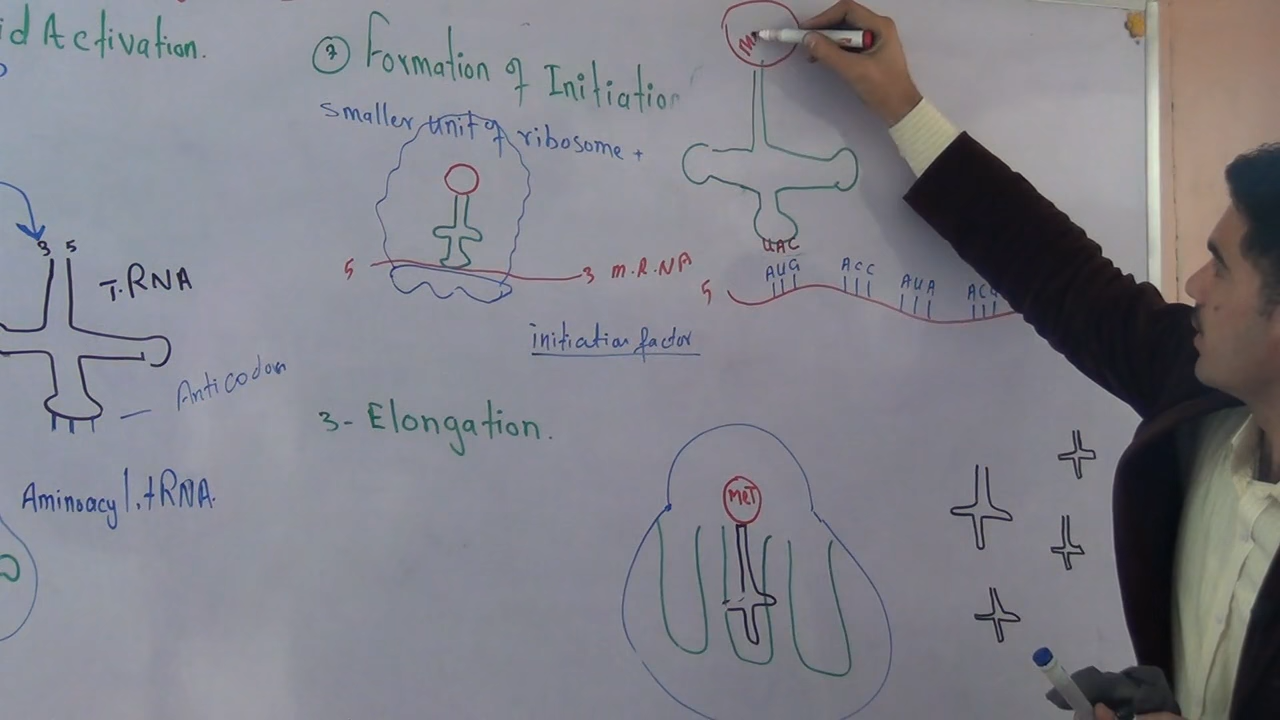 id Activation.
② Formation of Initiation
Smaller unit of ribosome +
3 5
T.RNA
Anticodon
Aminoacyl.tRNA.
5 3 m.R.NA
initiation factor
UAC
AUG ACC AUA
5
3- Elongation.
MET